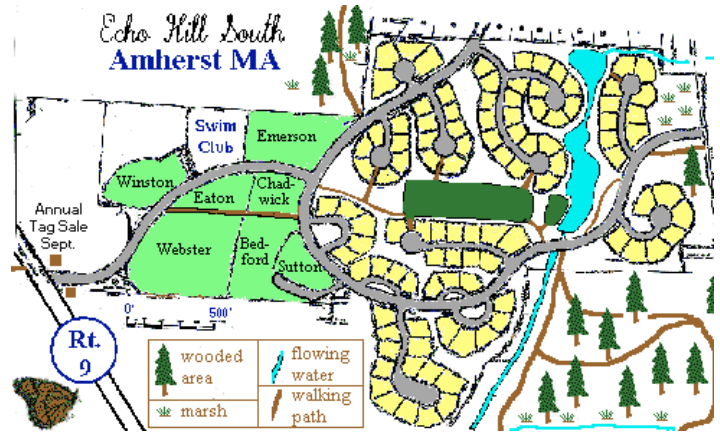 Echo Hill South
Amherst MA
Swim
Club
Emerson
Winston
Eaton
Chad-
wick
Annual
Tag Sale
Sept.
Webster
Bed-
ford
Sutton
0'
500'
Rt.
9
wooded
area
flowing
water
marsh
walking
path